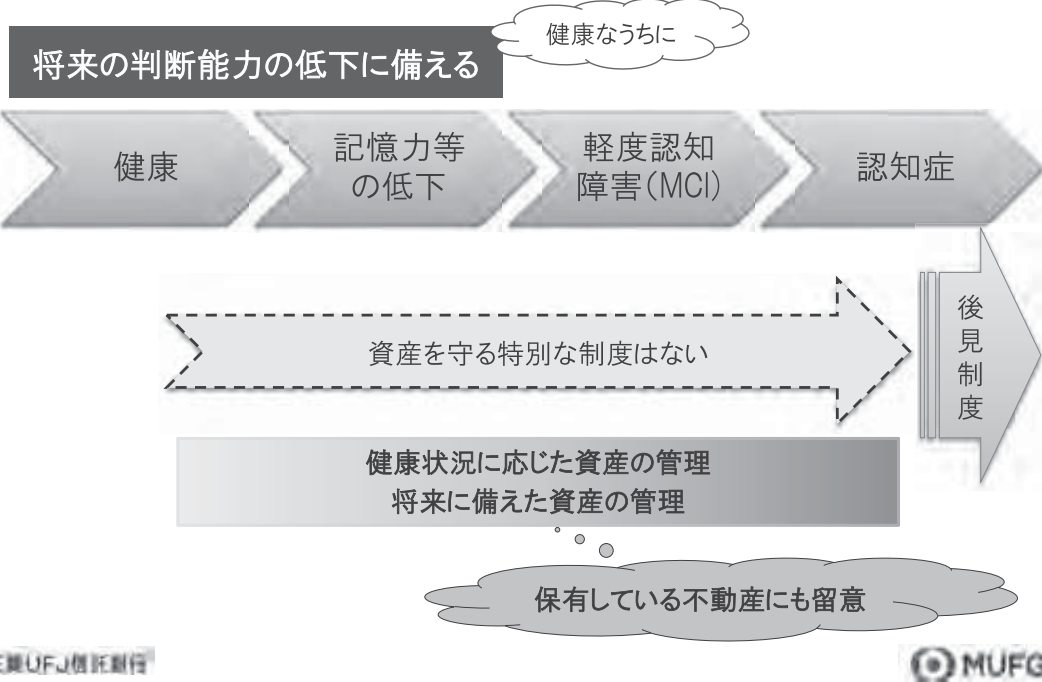 健康なうちに
将来の判断能力の低下に備える
健康
記憶力等
の低下
軽度認知
障害(MCI)
認知症
資産を守る特別な制度はない
後見制度
健康状況に応じた資産の管理
将来に備えた資産の管理
保有している不動産にも留意
UFJ信託銀行
MUFG